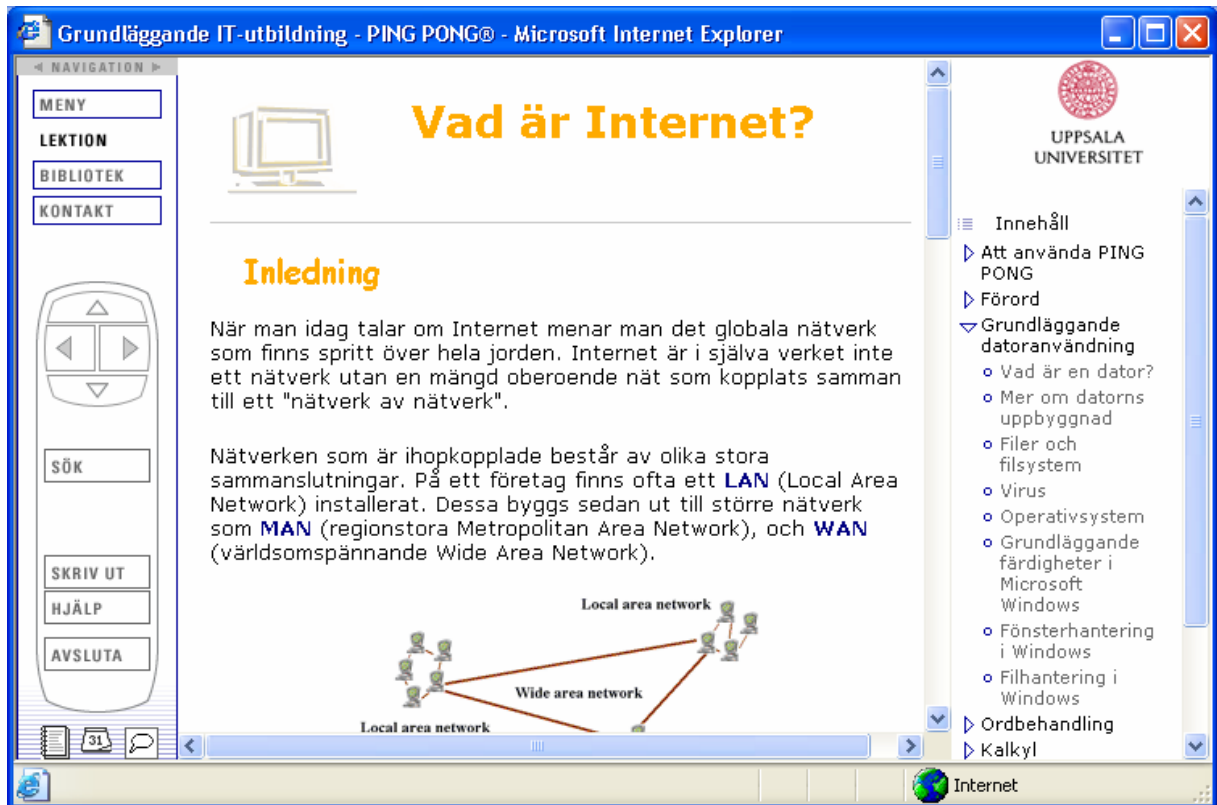 Grundläggande IT-utbildning - PING PONG® - Microsoft Internet Explorer
NAVIGATION
MENY
LEKTION
BIBLIOTEK
KONTAKT
SÖK
SKRIV UT
HJÄLP
AVSLUTA
31
Vad är Internet?
Inledning
När man idag talar om Internet menar man det globala nätverk
som finns spritt över hela jorden. Internet är i själva verket inte
ett nätverk utan en mängd oberoende nät som kopplats samman
till ett "nätverk av nätverk".
Nätverken som är ihopkopplade består av olika stora
sammanslutningar. På ett företag finns ofta ett LAN (Local Area
Network) installerat. Dessa byggs sedan ut till större nätverk
som MAN (regionstora Metropolitan Area Network), och WAN
(världsomspännande Wide Area Network).
Local area network
Wide area network
Local area network
UPPSALA
UNIVERSITET
Innehåll
Att använda PING
PONG
Förord
Grundläggande
datoranvändning
Vad är en dator?
Mer om datorns
uppbyggnad
Filer och
filsystem
Virus
Operativsystem
Grundläggande
färdigheter i
Microsoft
Windows
Fönsterhantering
i Windows
Filhantering i
Windows
Ordbehandling
Kalkyl
Internet